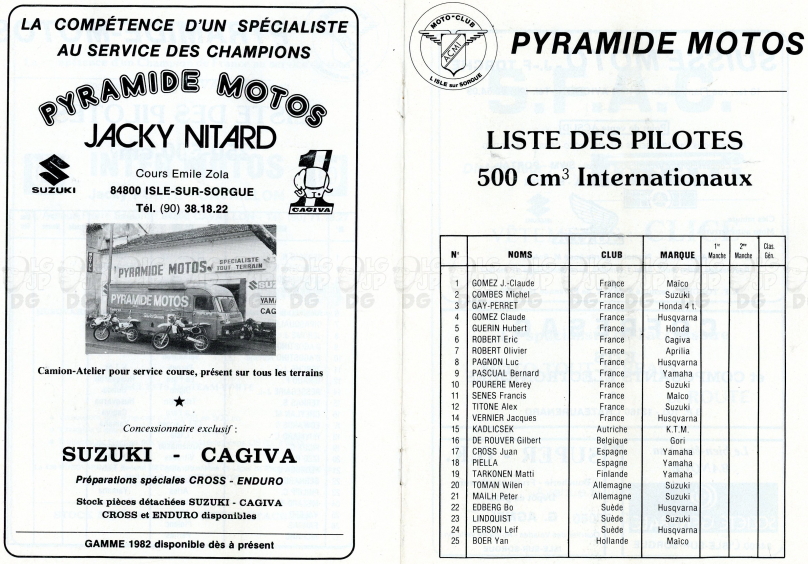 LA COMPÉTENCE D'UN SPÉCIALISTE
AU SERVICE DES CHAMPIONS
PYRAMIDE MOTOS
JACKY NITARD
SUZUKI
Cours Emile Zola
84800 ISLE-SUR-SORGUE
Tél. (90) 38.18.22
1
CAGIVA
PYRAMIDE MOTOS
SPECIALISTE
TOUT TERRAIN
PYRAMIDE MOTOS
Camion-Atelier pour service course, présent sur tous les terrains
Concessionnaire exclusif :
SUZUKI - CAGIVA
Préparations spéciales CROSS - ENDURO
Stock pièces détachées SUZUKI - CAGIVA
CROSS et ENDURO disponibles
GAMME 1982 disponible dès à présent
MOTO-CLUB
A.C.M.I.
L'ISLE sur SORGUE
PYRAMIDE MOTOS
LISTE DES PILOTES
500 cm³ Internationaux
N° NOMS CLUB MARQUE 1re Manche 2me Manche Clas. Gén.
1 GOMEZ J.-Claude France Maïco
2 COMBES Michel France Suzuki
3 GAY-PERRET France Honda 4 t.
4 GOMEZ Claude France Husqvarna
5 GUERIN Hubert France Honda
6 ROBERT Eric France Cagiva
7 ROBERT Olivier France Aprilia
8 PAGNON Luc France Husqvarna
9 PASCUAL Bernard France Yamaha
10 POURERE Merey France Suzuki
11 SENES Francis France Maïco
12 TITONE Alex France Suzuki
14 VERNIER Jacques France Husqvarna
15 KADLICSEK Autriche K.T.M.
16 DE ROUVER Gilbert Belgique Gori
17 CROSS Juan Espagne Yamaha
18 PIELLA Espagne Yamaha
19 TARKONEN Matti Finlande Yamaha
20 TOMAN Wilen Allemagne Suzuki
21 MAILH Peter Allemagne Suzuki
22 EDBERG Bo Suède Husqvarna
23 LINDQUIST Suède Suzuki
24 PERSON Leif Suède Husqvarna
25 BOER Yan Hollande Maïco